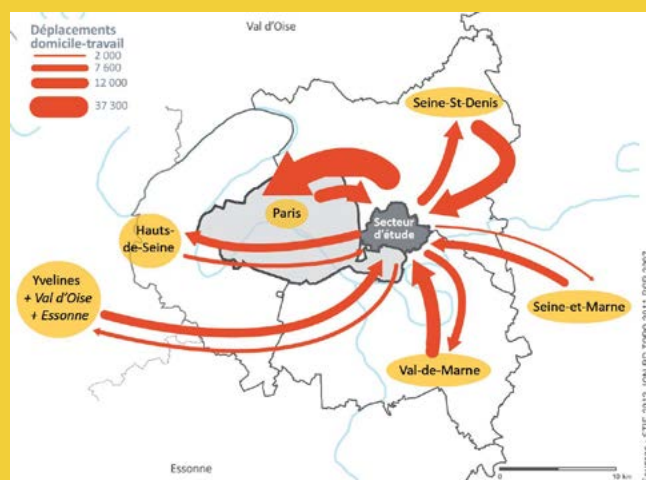 Déplacements
domicile-travail
2 000
7 600
12 000
37 300
Val d'Oise
Seine-St-Denis
Paris
Secteur
d'étude
Hauts-
de-Seine
Yvelines
+ Val d'Oise
+ Essonne
Seine-et-Marne
Val-de-Marne
Essonne
10 km